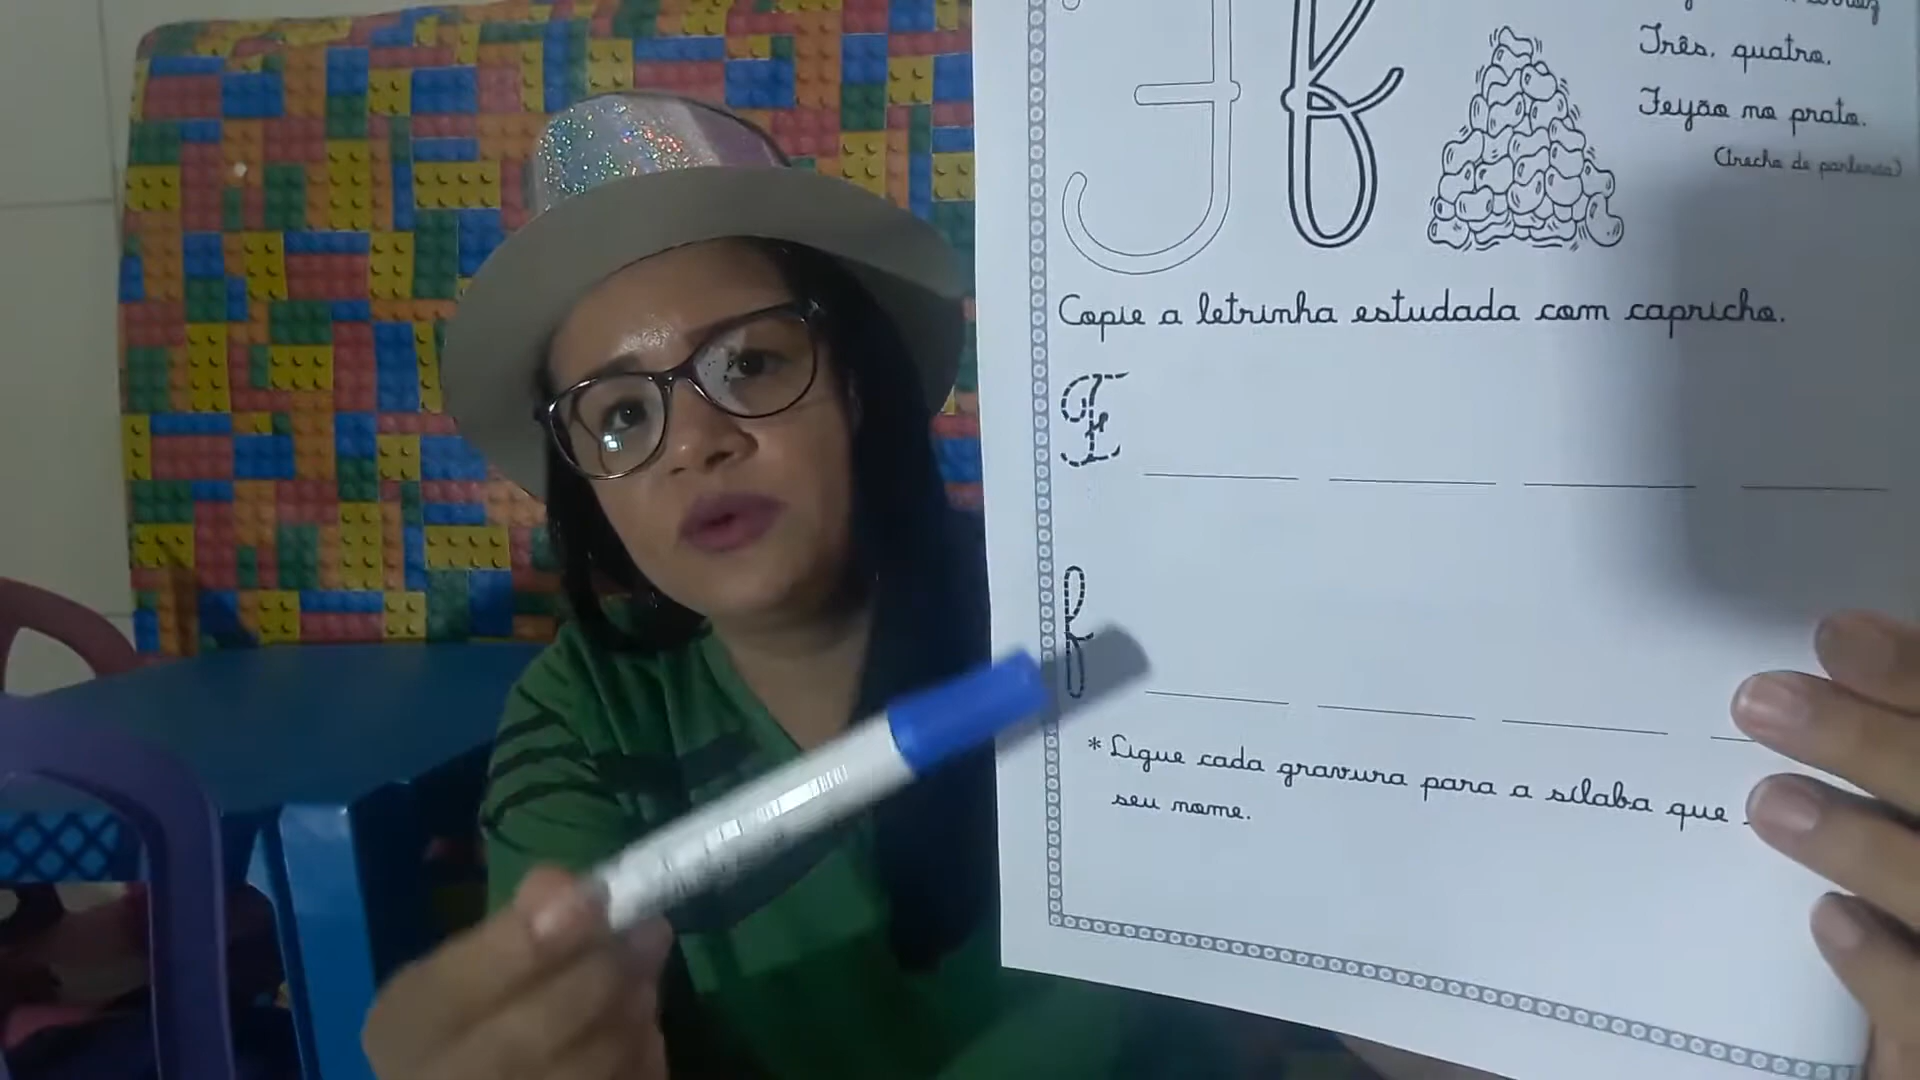 F f
Três, quatro,
Feijão no prato.
(Trecho de parlenda)
Copie a letrinha estudada com capricho.
F
f
* Ligue cada gravura para a sílaba que
seu nome.